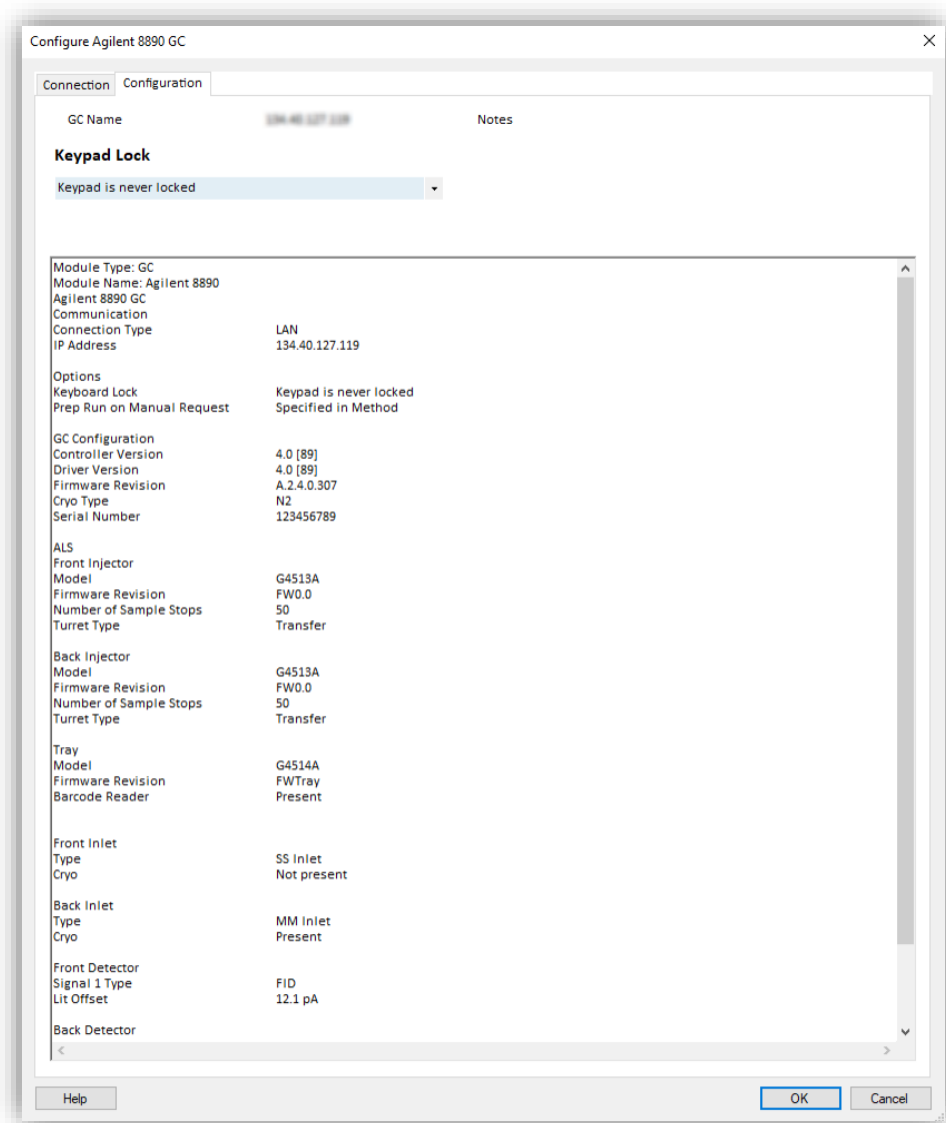 Configure Agilent 8890 GC
Connection Configuration
GC Name 134.40.127.119 Notes
Keypad Lock
Keypad is never locked
Module Type: GC
Module Name: Agilent 8890
Agilent 8890 GC
Communication
Connection Type LAN
IP Address 134.40.127.119
Options
Keyboard Lock Keypad is never locked
Prep Run on Manual Request Specified in Method
GC Configuration
Controller Version 4.0 [89]
Driver Version 4.0 [89]
Firmware Revision A.2.4.0.307
Cryo Type N2
Serial Number 123456789
ALS
Front Injector
Model G4513A
Firmware Revision FW0.0
Number of Sample Stops 50
Turret Type Transfer
Back Injector
Model G4513A
Firmware Revision FW0.0
Number of Sample Stops 50
Turret Type Transfer
Tray
Model G4514A
Firmware Revision FWTray
Barcode Reader Present
Front Inlet
Type SS Inlet
Cryo Not present
Back Inlet
Type MM Inlet
Cryo Present
Front Detector
Signal 1 Type FID
Lit Offset 12.1 pA
Back Detector
Help OK Cancel